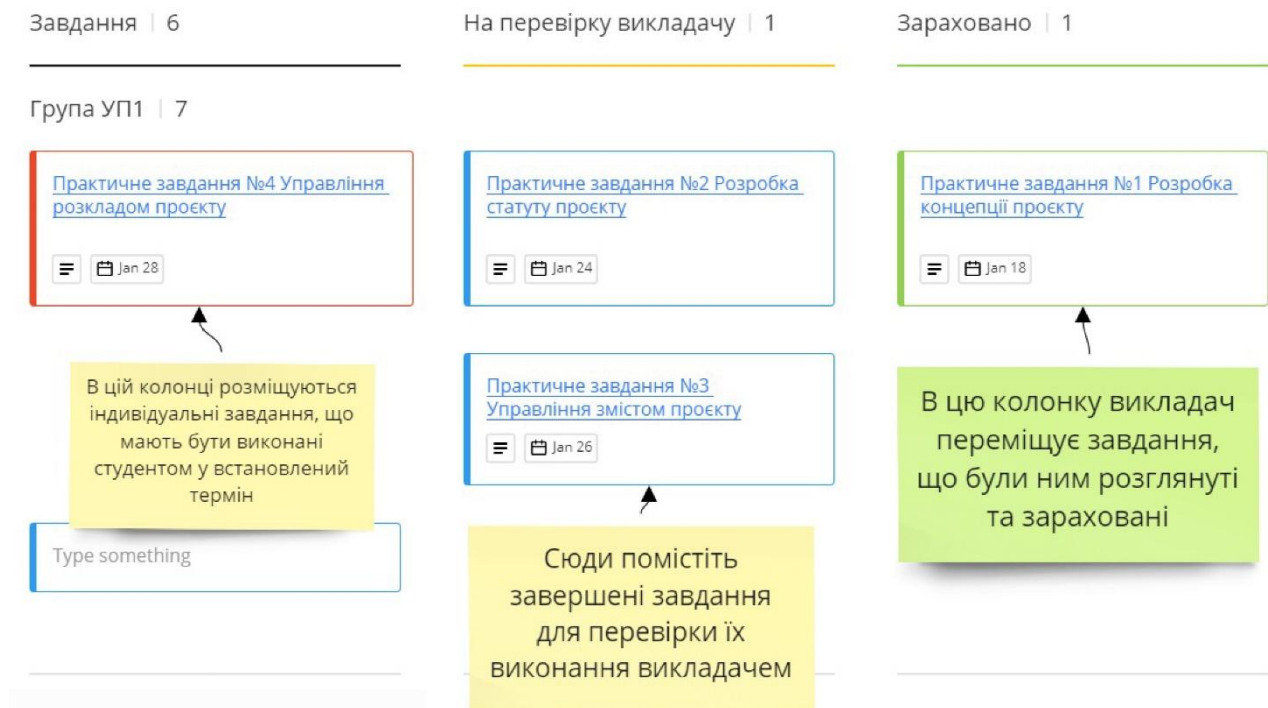 Завдання | 6
На перевірку викладачу | 1
Зараховано | 1
Група УП1 | 7
Практичне завдання №4 Управління
розкладом проєкту
Jan 28
В цій колонці розміщуються
індивідуальні завдання, що
мають бути виконані
студентом у встановлений
термін
Type something
Практичне завдання №2 Розробка
статуту проєкту
Jan 24
Практичне завдання №3
Управління змістом проєкту
Jan 26
Сюди помістіть
завершені завдання
для перевірки їх
виконання викладачем
Практичне завдання №1 Розробка
концепції проєкту
Jan 18
В цю колонку викладач
переміщує завдання,
що були ним розглянуті
та зараховані